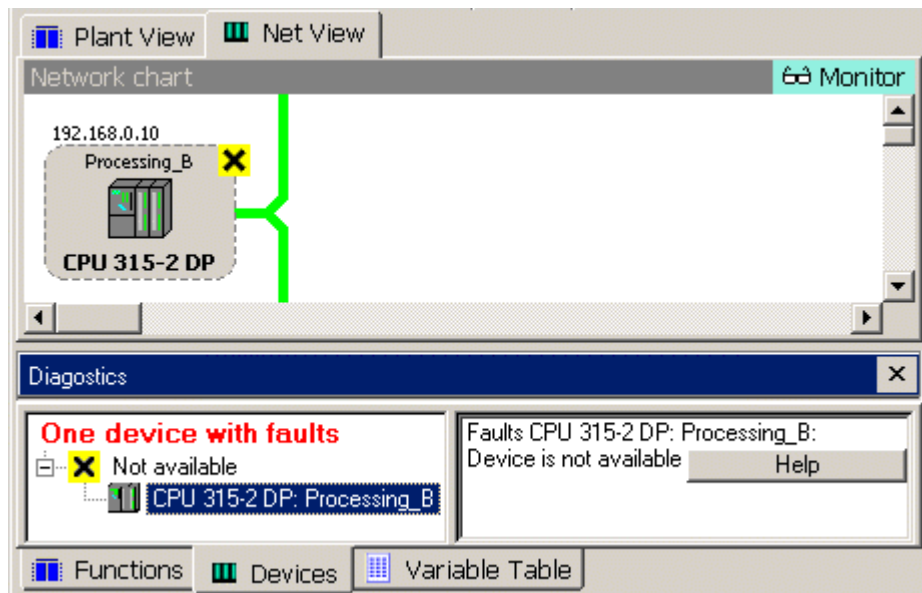 Plant View
Net View
Network chart
Monitor
192.168.0.10
Processing_B
CPU 315-2 DP
Diagostics
One device with faults
Not available
CPU 315-2 DP: Processing_B
Faults CPU 315-2 DP: Processing_B:
Device is not available
Help
Functions
Devices
Variable Table